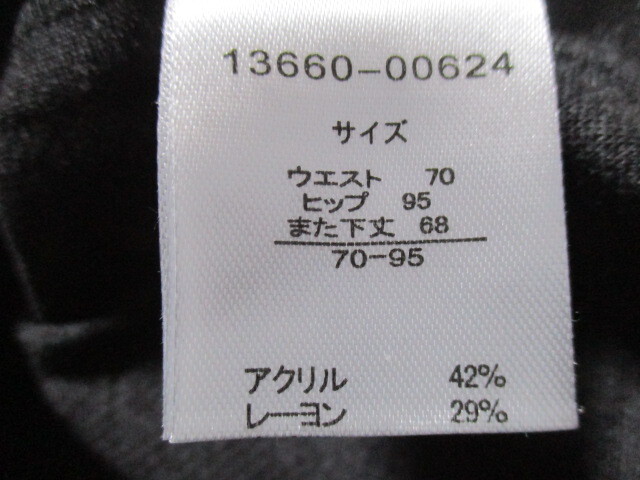 13660-00624
サイズ
ウエスト 70
ヒップ 95
また下丈 68
70-95
アクリル 42%
レーヨン 29%